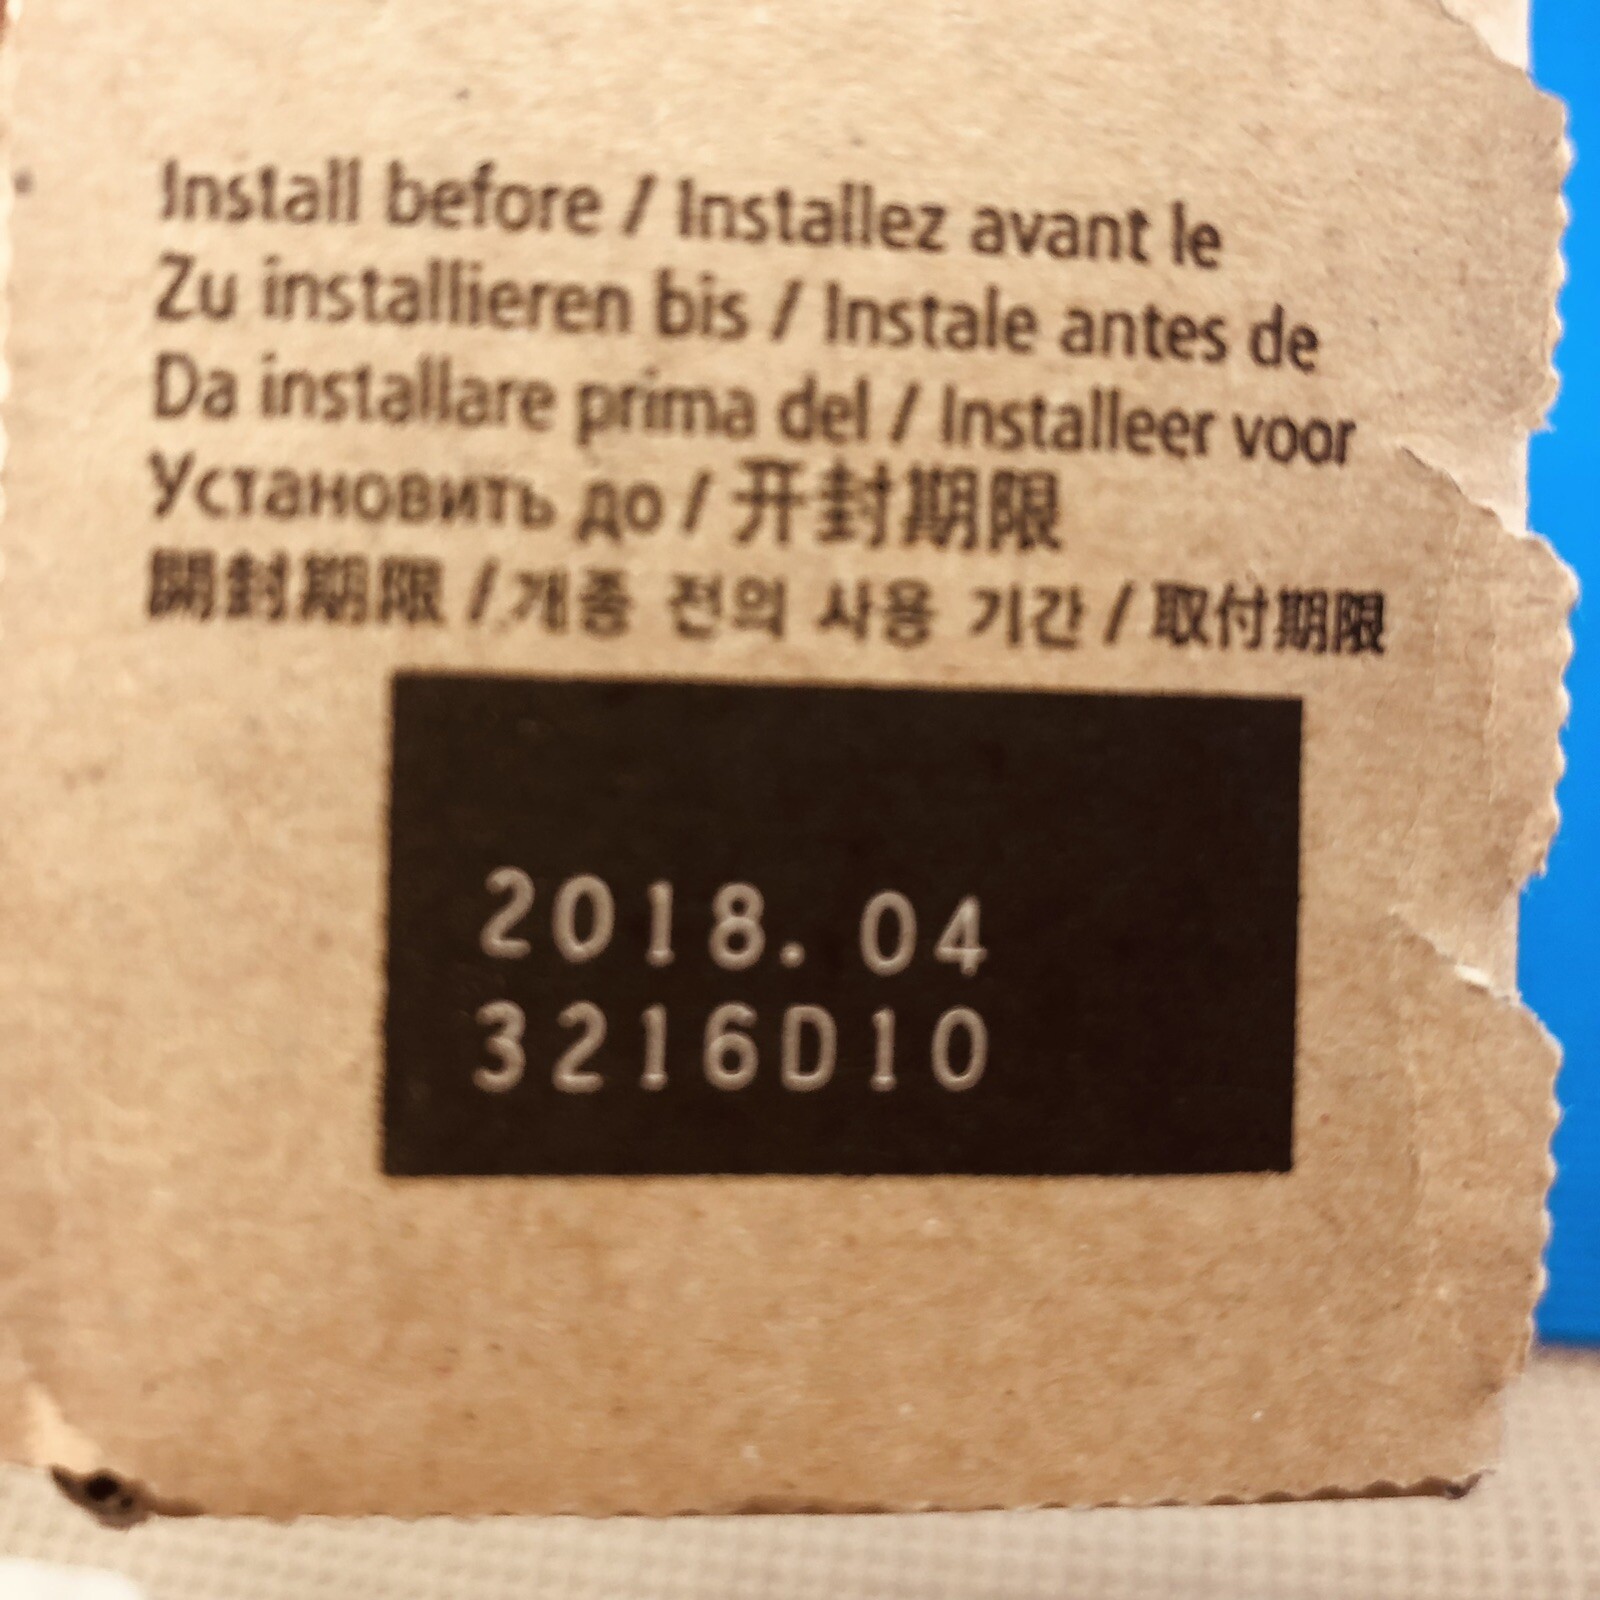 Install before / Installez avant le
Zu installieren bis / Instale antes de
Da installare prima del / Installeer voor
Установить до / 开封期限
開封期限 / 개종 전의 사용 기간 / 取付期限
2018. 04
3216D10